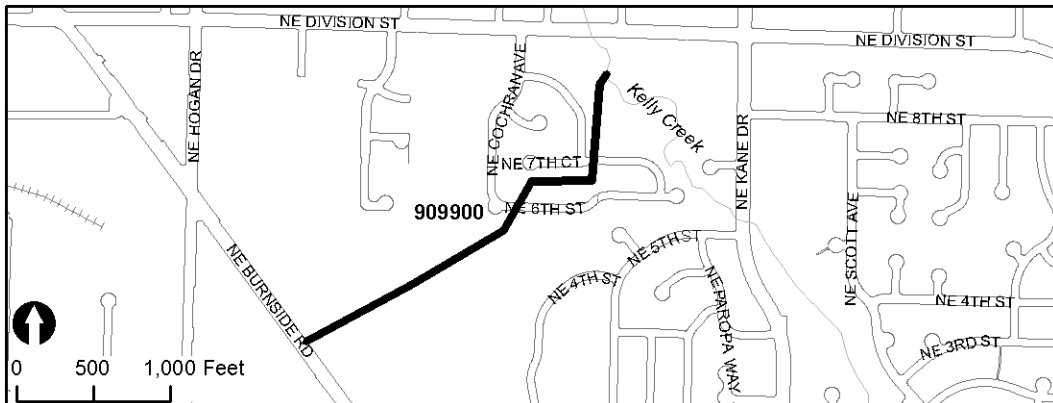 NE DIVISION ST
NE DIVISION ST
NE HOGAN DR
NE COCHRANAVE
Kelly Creek
NE KANE DR
NE 8TH ST
NE 7TH CT
909900
NE 6TH ST
NE 5TH ST
NE SCOTT AVE
NE BURNSIDE RD
NE 4TH ST
NE PAROPA WAY
NE 4TH ST
NE 3RD ST
0 500 1,000 Feet